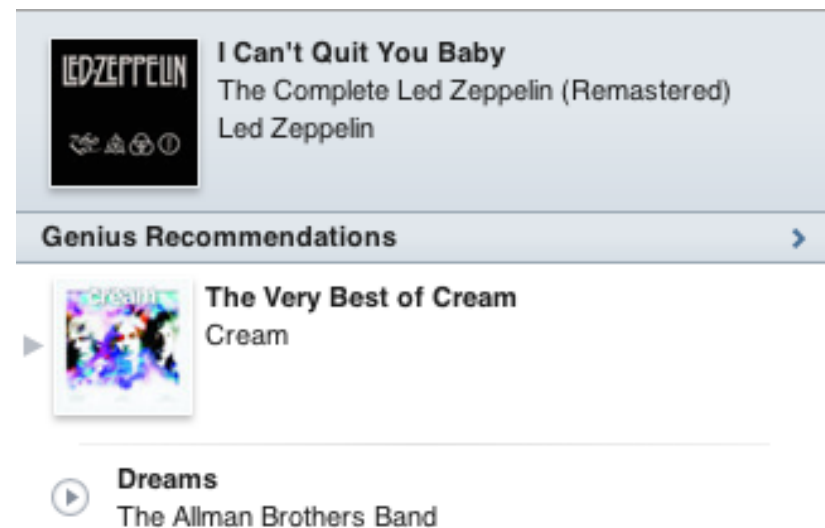 LED-ZEPPELIN
I Can't Quit You Baby
The Complete Led Zeppelin (Remastered)
Led Zeppelin
Genius Recommendations
cream
The Very Best of Cream
Cream
Dreams
The Allman Brothers Band